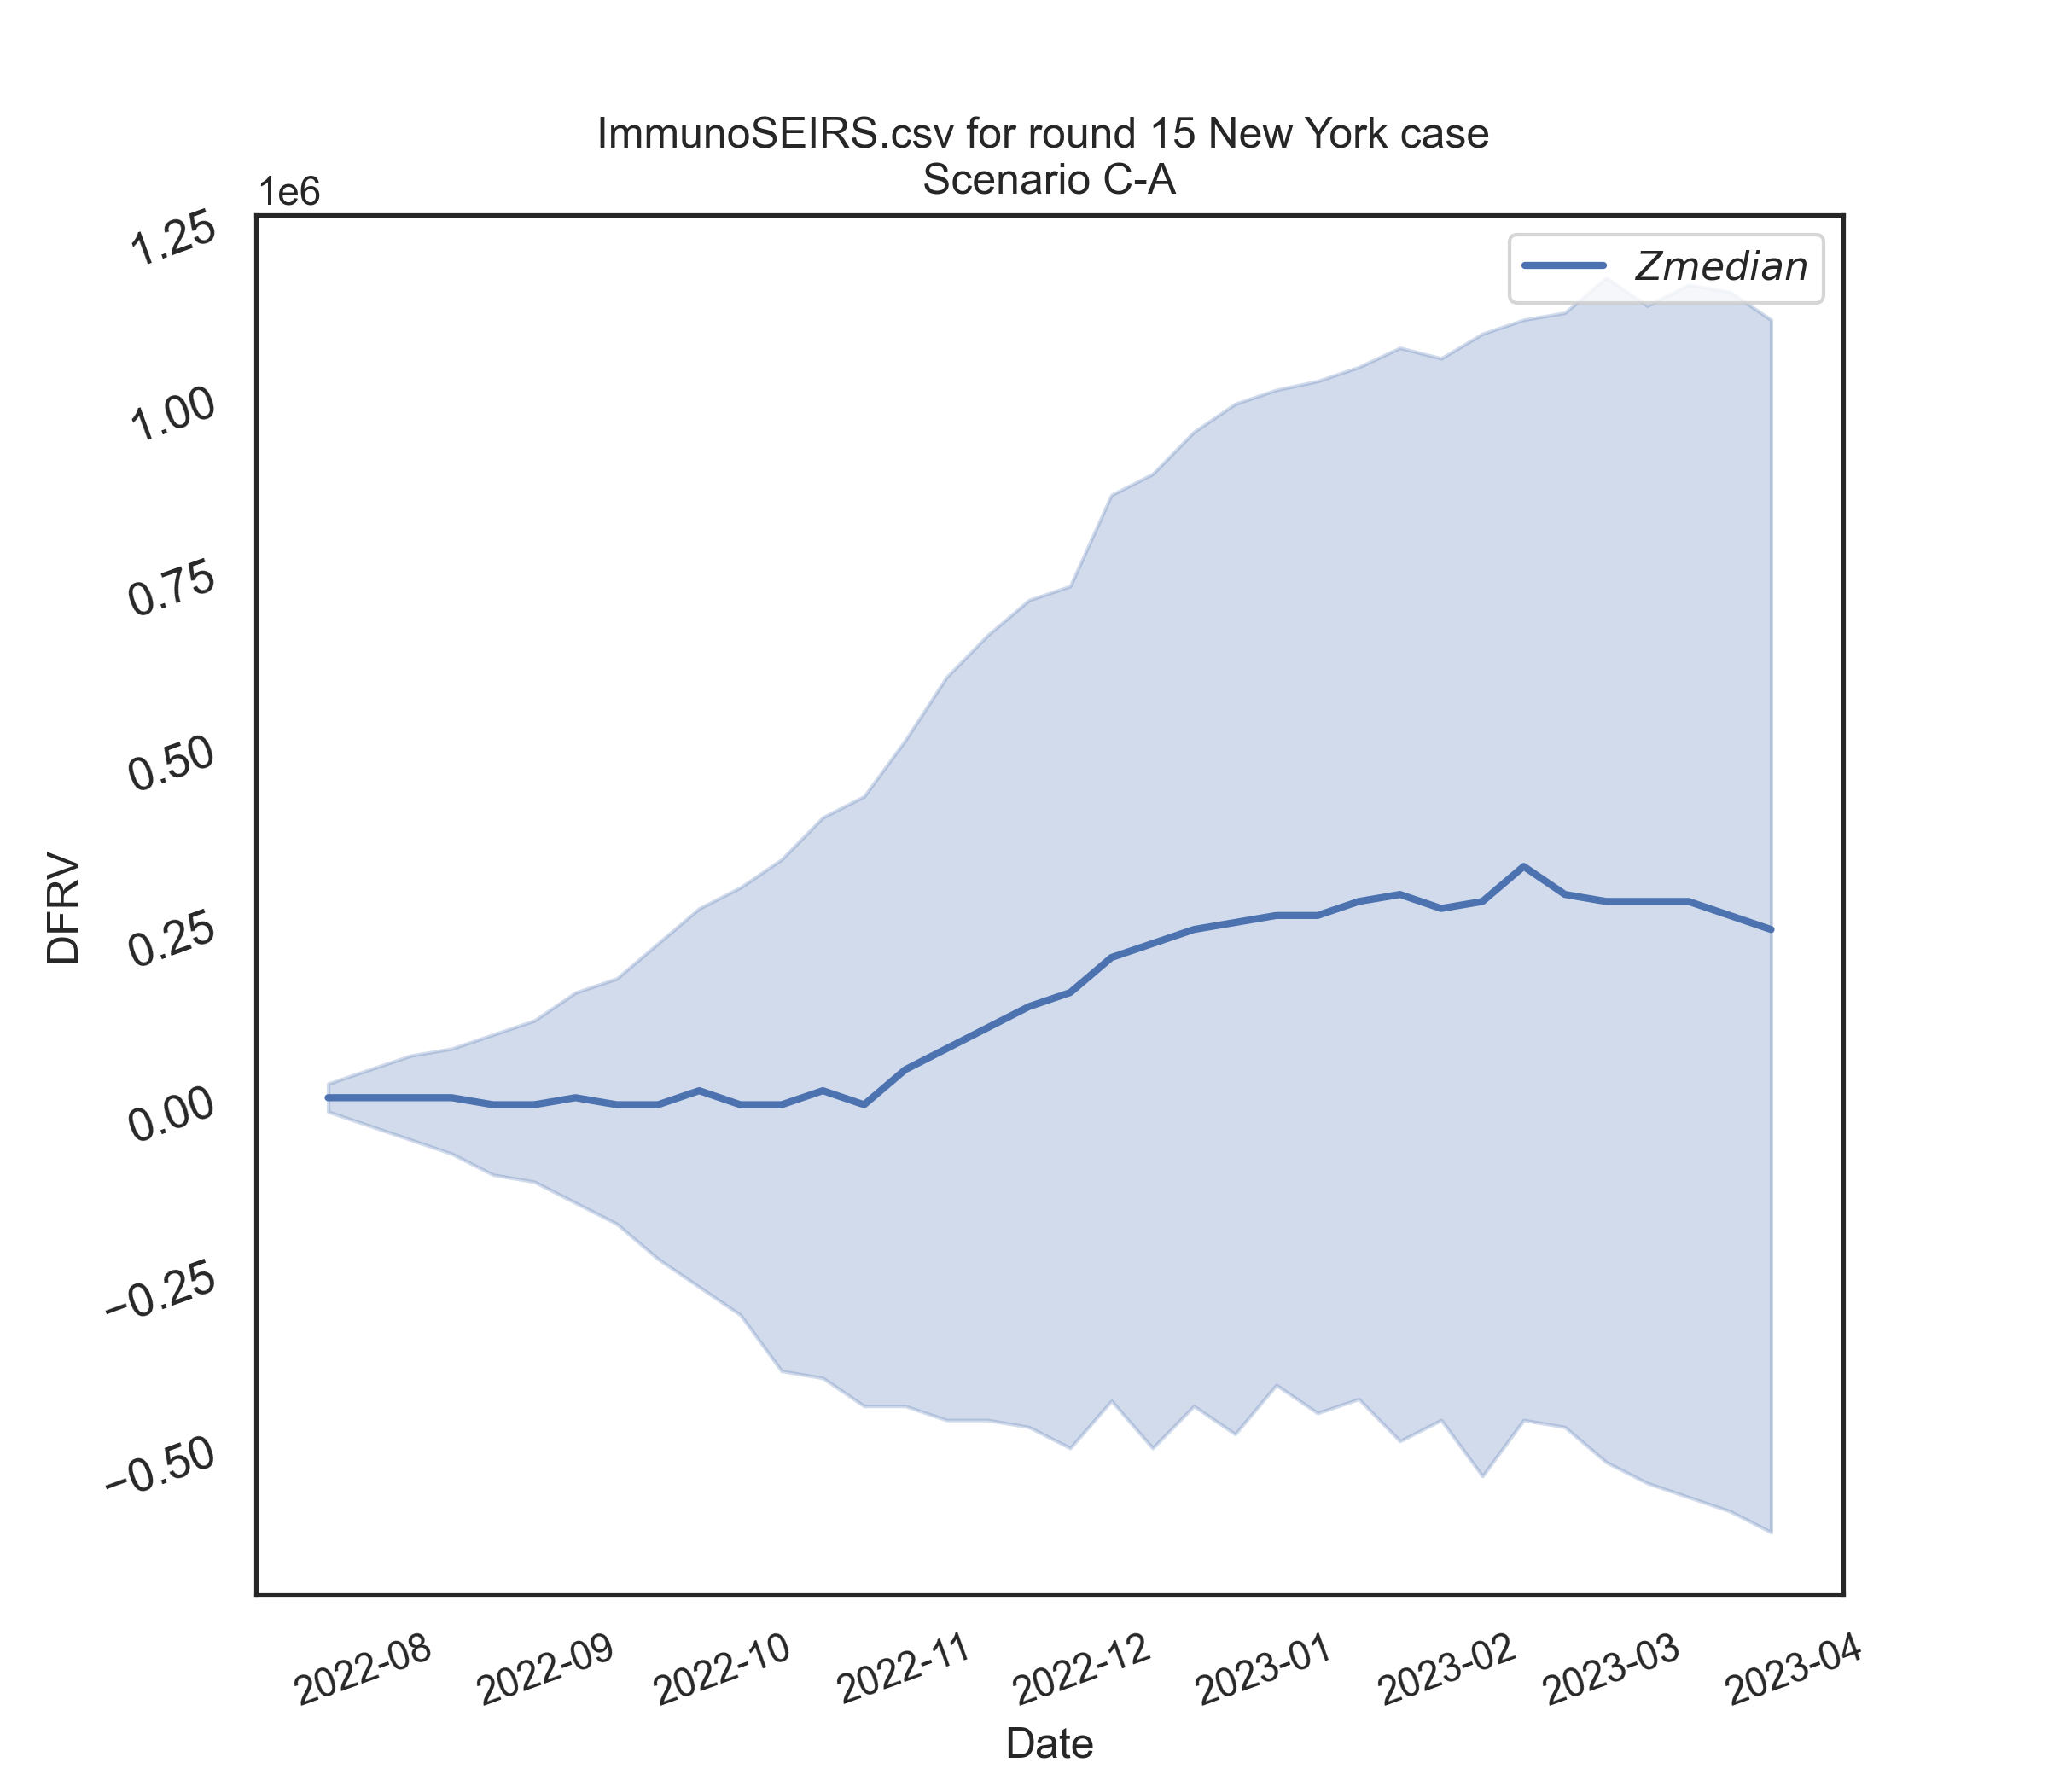 ImmunoSEIRS.csv for round 15 New York case
Scenario C-A
1e6
Zmedian
1.25
1.00
0.75
0.50
0.25
0.00
−0.25
−0.50
DFRV
2022-08
2022-09
2022-10
2022-11
2022-12
2023-01
2023-02
2023-03
2023-04
Date